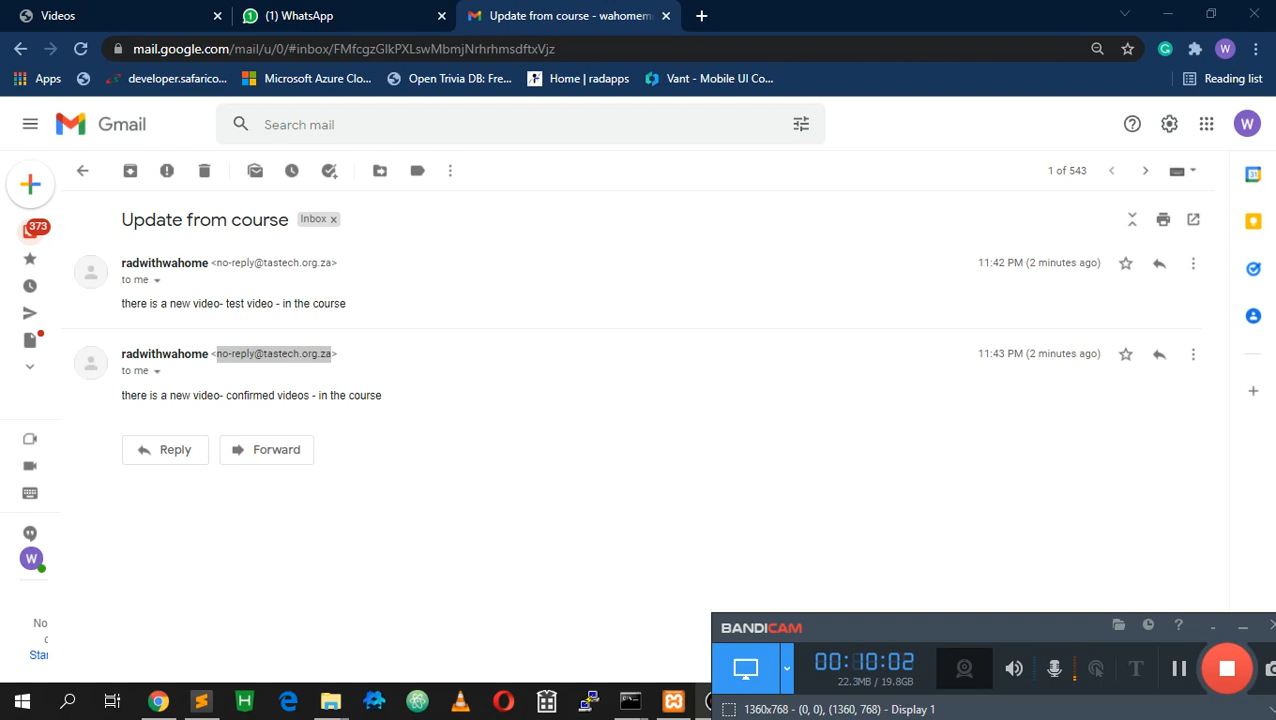 Videos
(1) WhatsApp
Update from course - wahomem
mail.google.com/mail/u/0/#inbox/FMfcgzGlkPXLswMbmjNrhrhmsdftxVjz
W
Apps
developer.safarico...
Microsoft Azure Clo...
Open Trivia DB: Fre...
Home | radapps
Vant - Mobile UI Co...
Reading list
Gmail
Search mail
W
1 of 543
373
Update from course
Inbox x
radwithwahome <no-reply@tastech.org.za>
11:42 PM (2 minutes ago)
to me
there is a new video- test video - in the course
radwithwahome <no-reply@tastech.org.za>
11:43 PM (2 minutes ago)
to me
there is a new video- confirmed videos - in the course
Reply
Forward
W
No
Star
BANDICAM
00:10:02
22.3MB / 19.8GB
T
1360x768 - (0, 0), (1360, 768) - Display 1